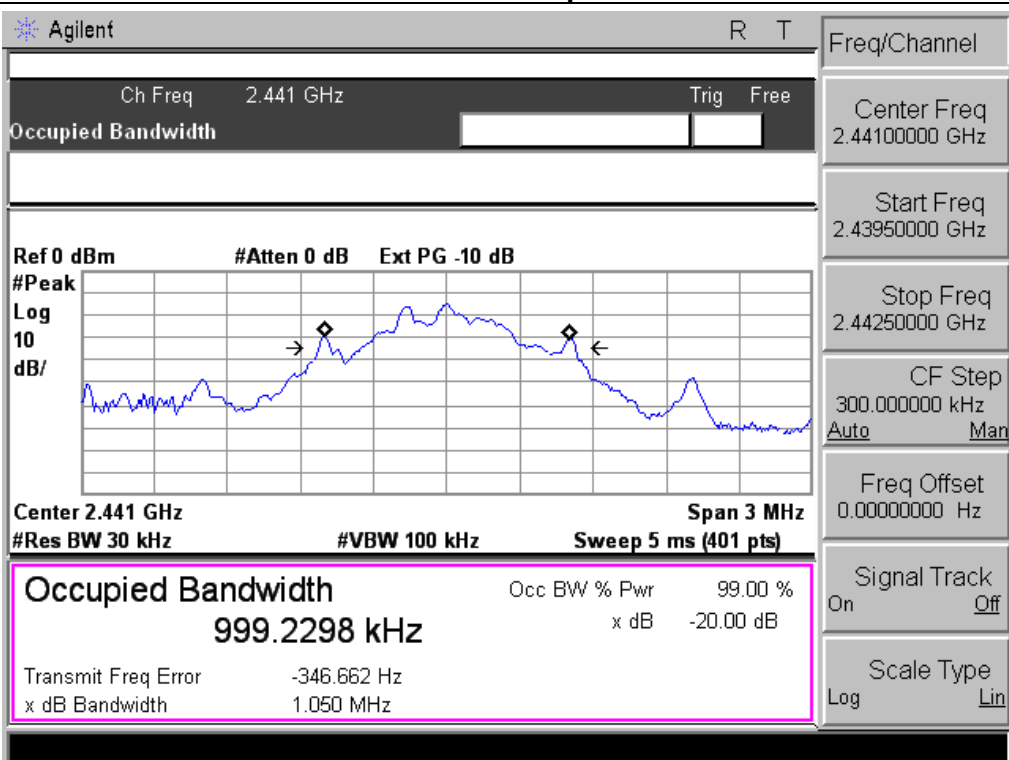 Agilent R T
Ch Freq 2.441 GHz Trig Free
Occupied Bandwidth
Ref 0 dBm #Atten 0 dB Ext PG -10 dB
#Peak
Log
10
dB/
Center 2.441 GHz Span 3 MHz
#Res BW 30 kHz #VBW 100 kHz Sweep 5 ms (401 pts)
Occupied Bandwidth Occ BW % Pwr 99.00 %
999.2298 kHz x dB -20.00 dB
Transmit Freq Error -346.662 Hz
x dB Bandwidth 1.050 MHz
Freq/Channel
Center Freq
2.44100000 GHz
Start Freq
2.43950000 GHz
Stop Freq
2.44250000 GHz
CF Step
300.000000 kHz
Auto Man
Freq Offset
0.00000000 Hz
Signal Track
On Off
Scale Type
Log Lin